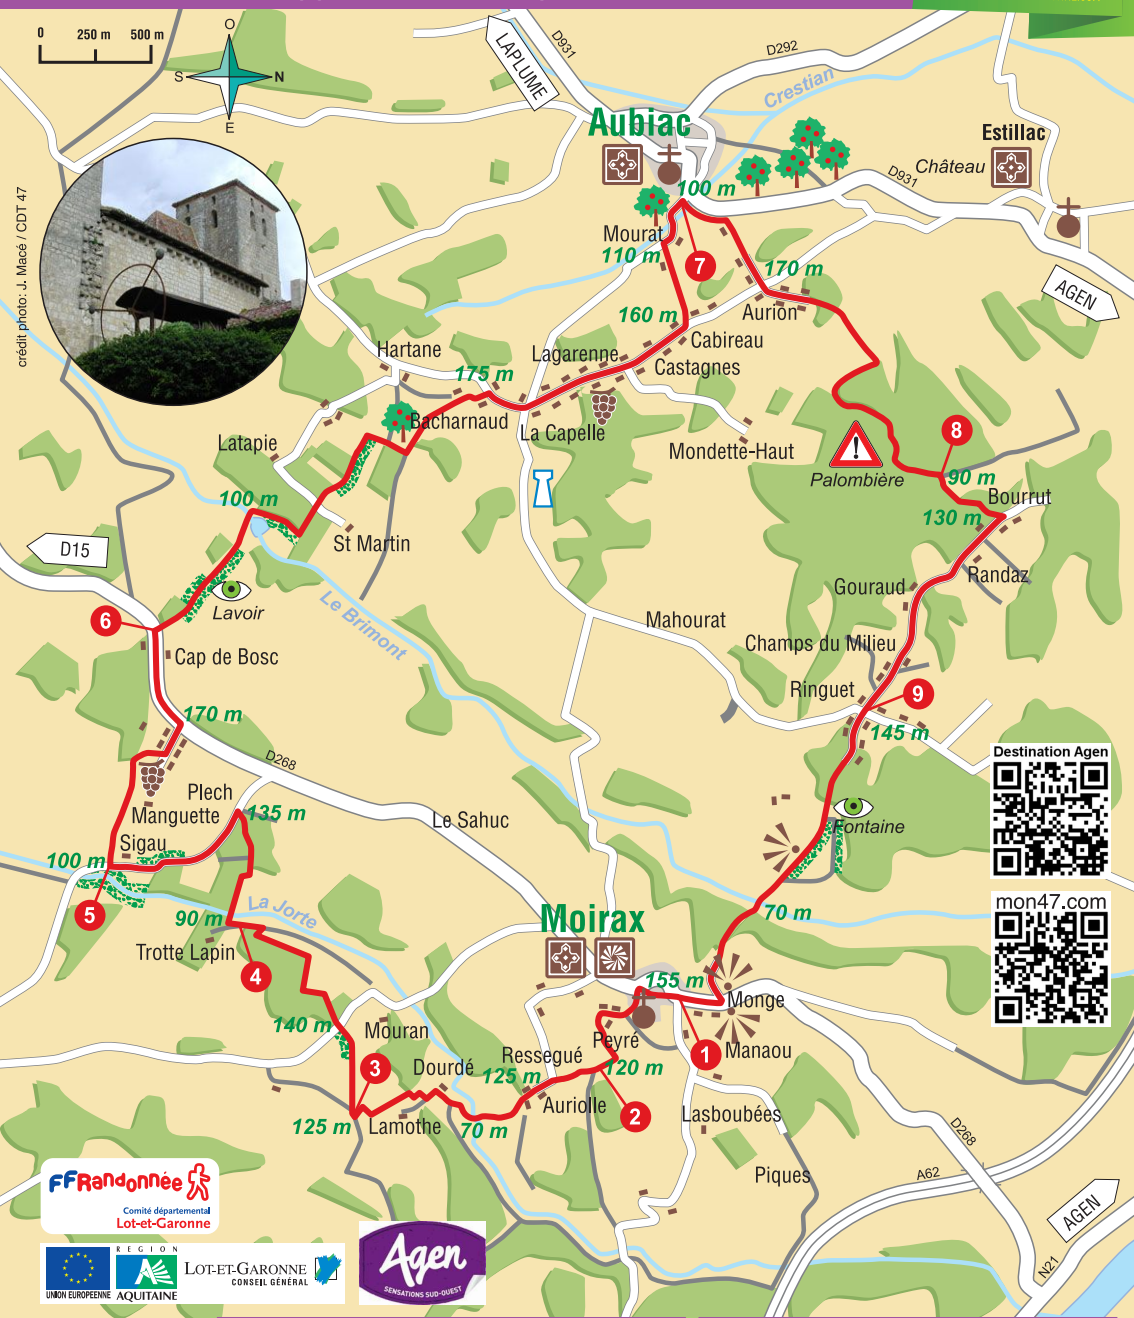 0
250 m
500 m
O
S
N
E
LAPLUME
D931
D292
Crestian
Aubiac
Estillac
Château
D931
100 m
Mourat
110 m
7
170 m
AGEN
crédit photo: J. Macé / CDT 47
160 m
Aurion
Cabireau
Hartane
Lagarenne
Castagnes
175 m
Bacharnaud
La Capelle
8
Latapie
Mondette-Haut
!
Palombière
90 m
100 m
Bourrut
130 m
St Martin
D15
Randaz
Gouraud
Lavoir
Le Brimont
6
Mahourat
Cap de Bosc
Champs du Milieu
Ringuet
9
170 m
145 m
D268
Destination Agen
Plech
Manguette
135 m
Le Sahuc
Fontaine
Sigau
100 m
mon47.com
5
90 m
La Jorte
Moirax
70 m
Trotte Lapin
4
155 m
Monge
140 m
Mouran
Peyré
1
Manaou
3
Dourdé
Ressegué
125 m
120 m
Auriolle
2
Lasboubées
125 m
Lamothe
70 m
D268
Piques
A62
FFRandonnée
Comité départemental
Lot-et-Garonne
AGEN
N21
UNION EUROPEENNE
REGION
AQUITAINE
LOT-ET-GARONNE
CONSEIL GÉNÉRAL
Agen
SENSATIONS SUD-OUEST